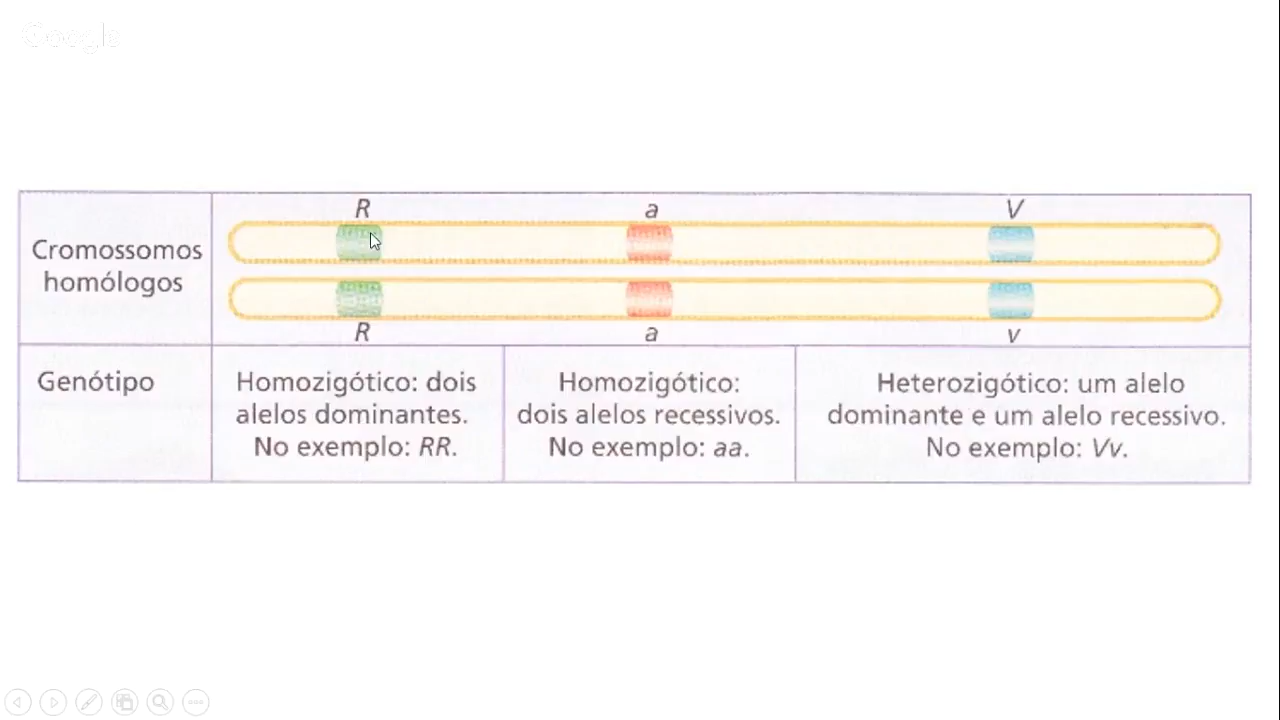 Google
R a V
Cromossomos
homólogos
R a v
Genótipo
Homozigótico: dois
alelos dominantes.
No exemplo: RR.
Homozigótico:
dois alelos recessivos.
No exemplo: aa.
Heterozigótico: um alelo
dominante e um alelo recessivo.
No exemplo: Vv.